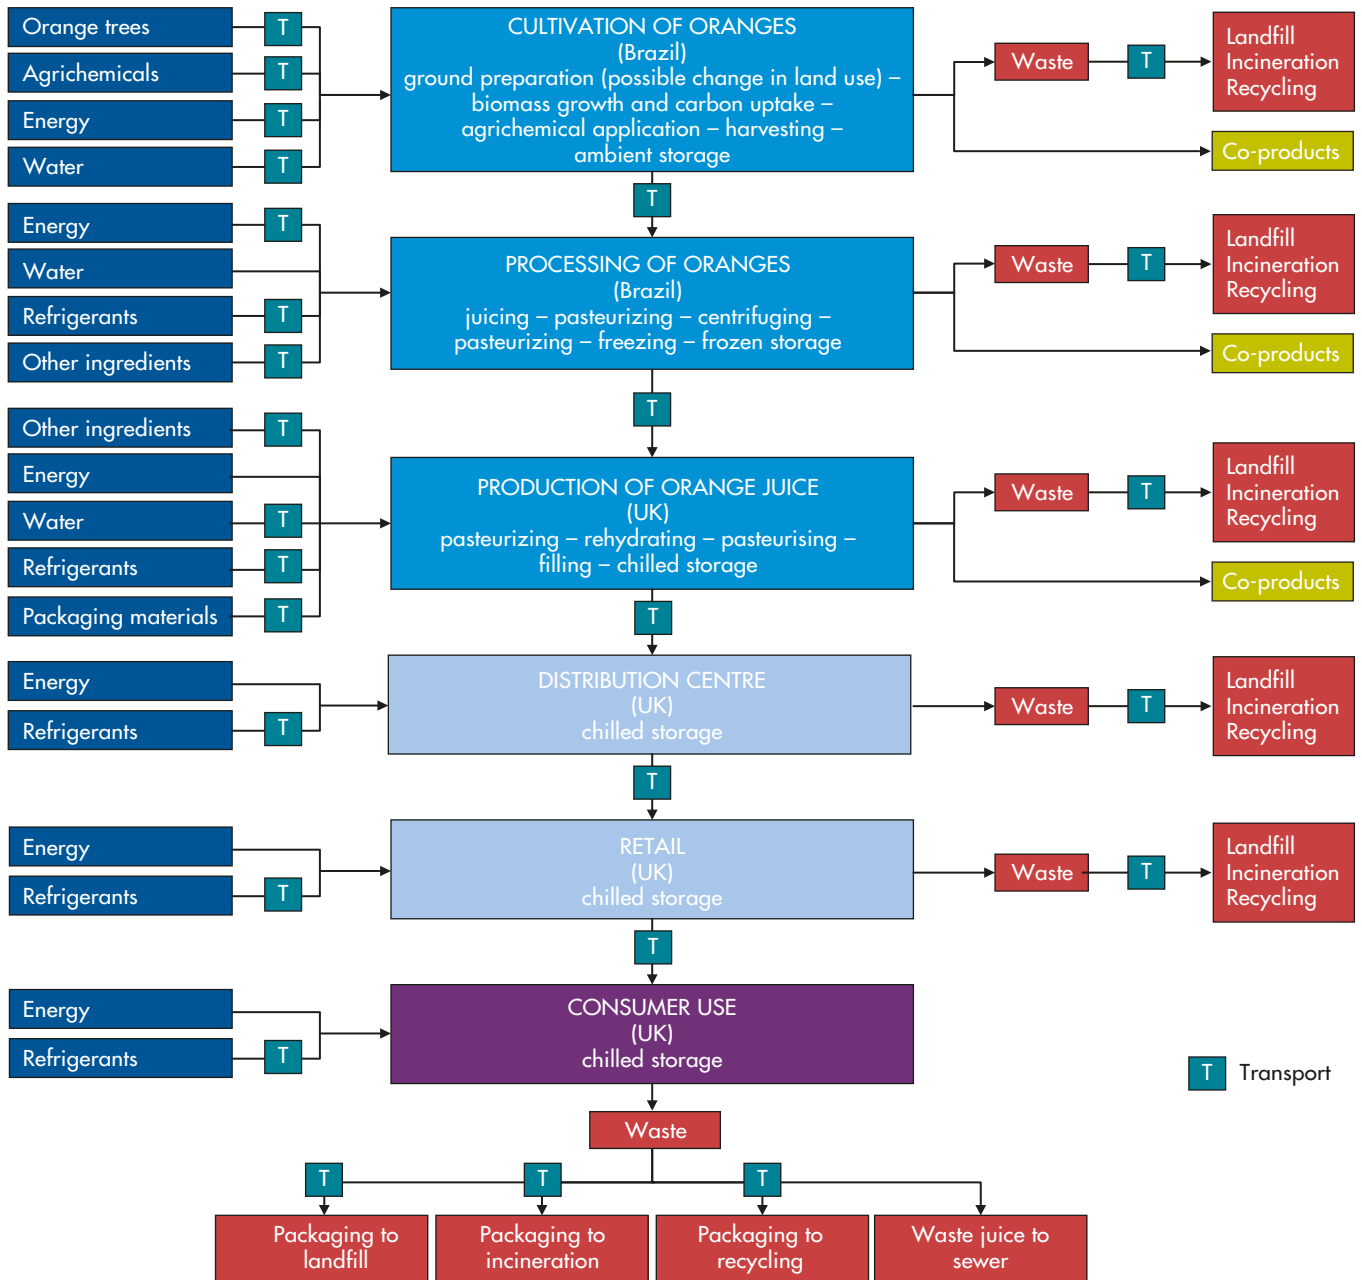 Orange trees
T
Agrichemicals
T
Energy
T
Water
T
CULTIVATION OF ORANGES
(Brazil)
ground preparation (possible change in land use) –
biomass growth and carbon uptake –
agrichemical application – harvesting –
ambient storage
Waste
T
Landfill
Incineration
Recycling
Co-products
T
Energy
T
Water
Refrigerants
T
Other ingredients
T
PROCESSING OF ORANGES
(Brazil)
juicing – pasteurizing – centrifuging –
pasteurizing – freezing – frozen storage
Waste
T
Landfill
Incineration
Recycling
Co-products
T
Other ingredients
T
Energy
Water
T
Refrigerants
T
Packaging materials
T
PRODUCTION OF ORANGE JUICE
(UK)
pasteurizing – rehydrating – pasteurising –
filling – chilled storage
Waste
T
Landfill
Incineration
Recycling
Co-products
T
Energy
Refrigerants
T
DISTRIBUTION CENTRE
(UK)
chilled storage
Waste
T
Landfill
Incineration
Recycling
T
Energy
Refrigerants
T
RETAIL
(UK)
chilled storage
Waste
T
Landfill
Incineration
Recycling
T
Energy
Refrigerants
T
CONSUMER USE
(UK)
chilled storage
T Transport
Waste
T
T
T
Packaging to
landfill
Packaging to
incineration
Packaging to
recycling
Waste juice to
sewer